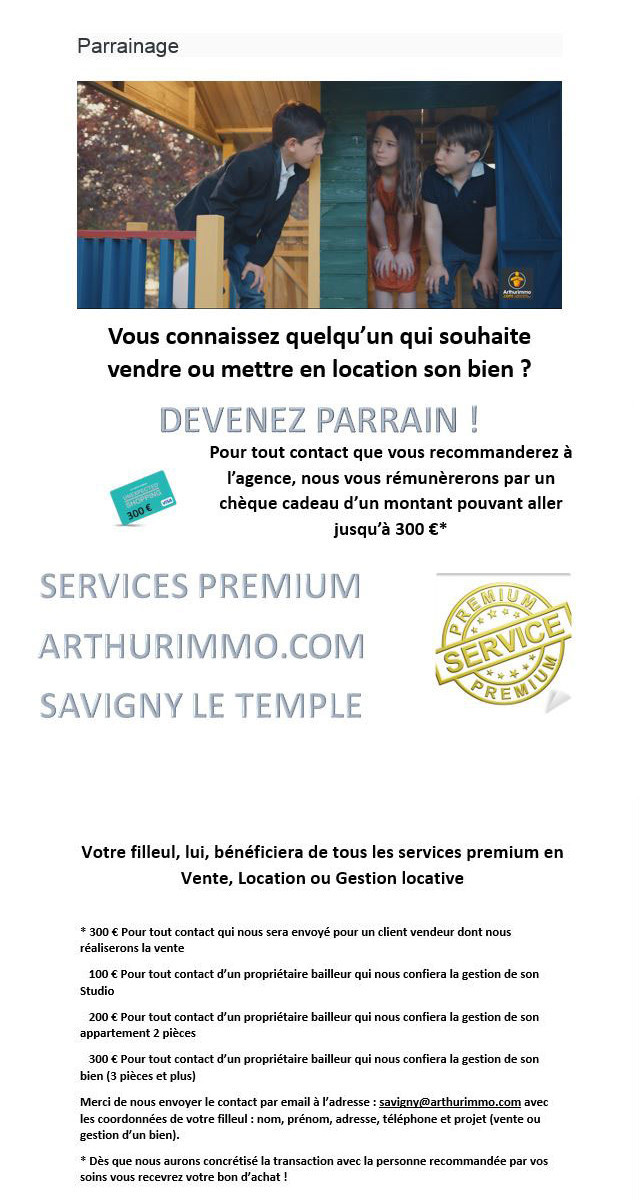 Parrainage
Arthurimmo
.com
Vous connaissez quelqu'un qui souhaite
vendre ou mettre en location son bien ?
DEVENEZ PARRAIN !
Pour tout contact que vous recommanderez à
l'agence, nous vous rémunèrerons par un
chèque cadeau d'un montant pouvant aller
jusqu'à 300 €*
SHOPPING
VISA
300 €
SERVICES PREMIUM
ARTHURIMMO.COM
SAVIGNY LE TEMPLE
PREMIUM
SERVICE
PREMIUM
Votre filleul, lui, bénéficiera de tous les services premium en
Vente, Location ou Gestion locative
* 300 € Pour tout contact qui nous sera envoyé pour un client vendeur dont nous
réaliserons la vente
100 € Pour tout contact d'un propriétaire bailleur qui nous confiera la gestion de son
Studio
200 € Pour tout contact d'un propriétaire bailleur qui nous confiera la gestion de son
appartement 2 pièces
300 € Pour tout contact d'un propriétaire bailleur qui nous confiera la gestion de son
bien (3 pièces et plus)
Merci de nous envoyer le contact par email à l'adresse : savigny@arthurimmo.com avec
les coordonnées de votre filleul : nom, prénom, adresse, téléphone et projet (vente ou
gestion d'un bien).
* Dès que nous aurons concrétisé la transaction avec la personne recommandée par vos
soins vous recevrez votre bon d'achat !